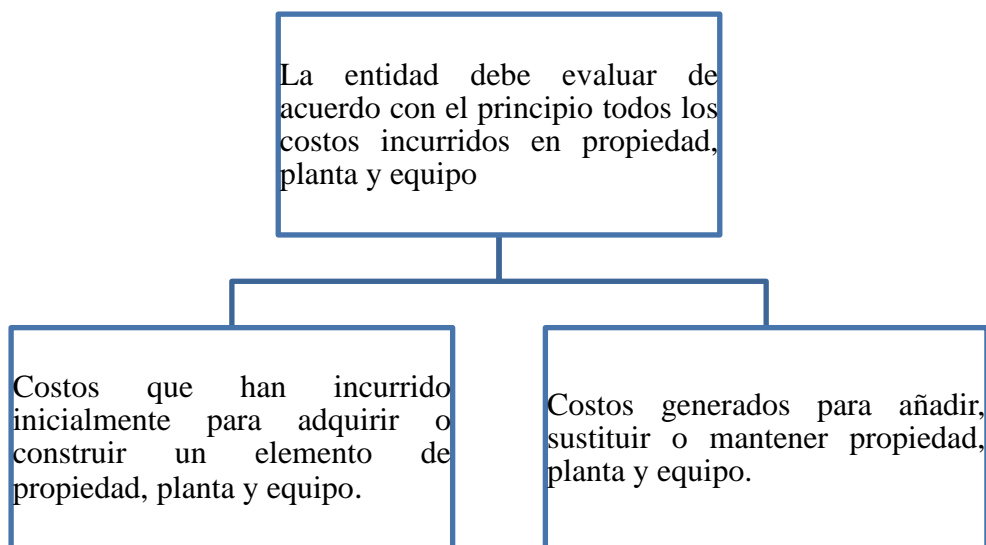 La entidad debe evaluar de
acuerdo con el principio todos los
costos incurridos en propiedad,
planta y equipo
Costos que han incurrido
inicialmente para adquirir o
construir un elemento de
propiedad, planta y equipo.
Costos generados para añadir,
sustituir o mantener propiedad,
planta y equipo.